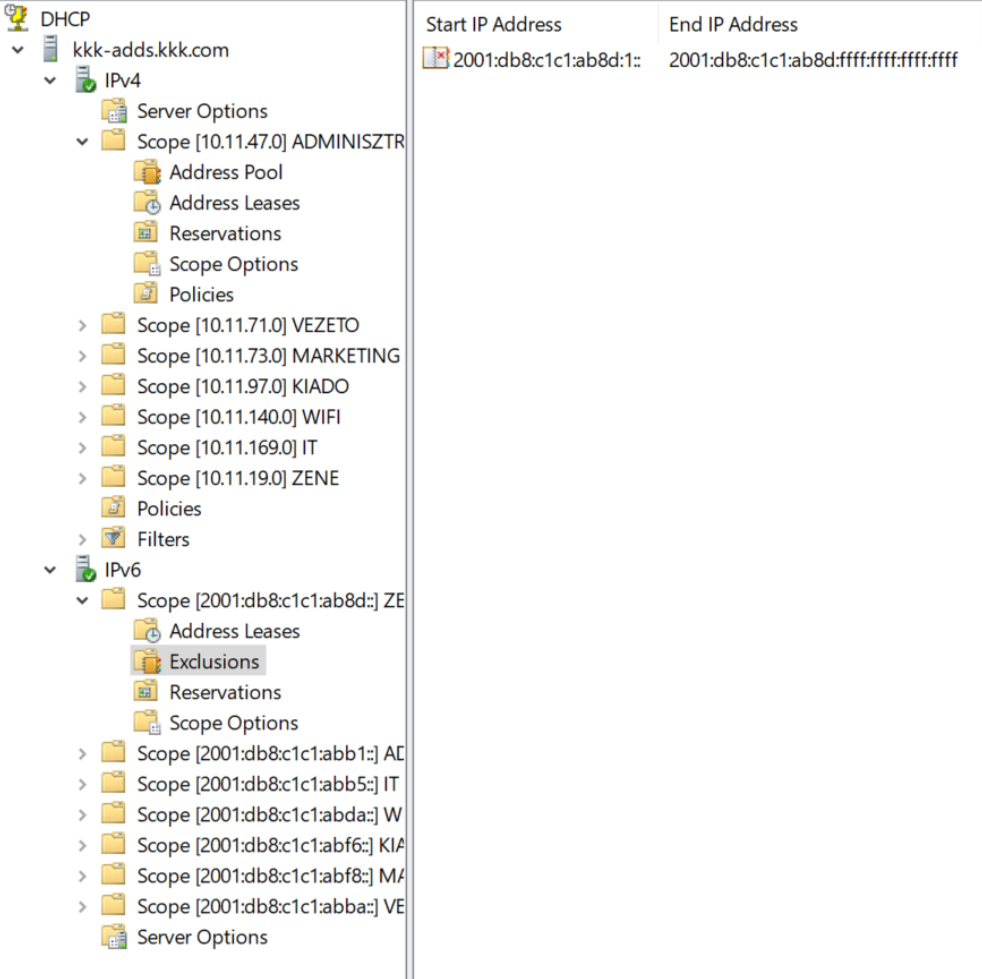 DHCP
kkk-adds.kkk.com
IPv4
Server Options
Scope [10.11.47.0] ADMINISZTR
Address Pool
Address Leases
Reservations
Scope Options
Policies
Scope [10.11.71.0] VEZETO
Scope [10.11.73.0] MARKETING
Scope [10.11.97.0] KIADO
Scope [10.11.140.0] WIFI
Scope [10.11.169.0] IT
Scope [10.11.19.0] ZENE
Policies
Filters
IPv6
Scope [2001:db8:c1c1:ab8d::] ZE
Address Leases
Exclusions
Reservations
Scope Options
Scope [2001:db8:c1c1:abb1::] AD
Scope [2001:db8:c1c1:abb5::] IT
Scope [2001:db8:c1c1:abda::] W
Scope [2001:db8:c1c1:abf6::] KIA
Scope [2001:db8:c1c1:abf8::] MA
Scope [2001:db8:c1c1:abba::] VE
Server Options
Start IP Address End IP Address
2001:db8:c1c1:ab8d:1:: 2001:db8:c1c1:ab8d:ffff:ffff:ffff:ffff